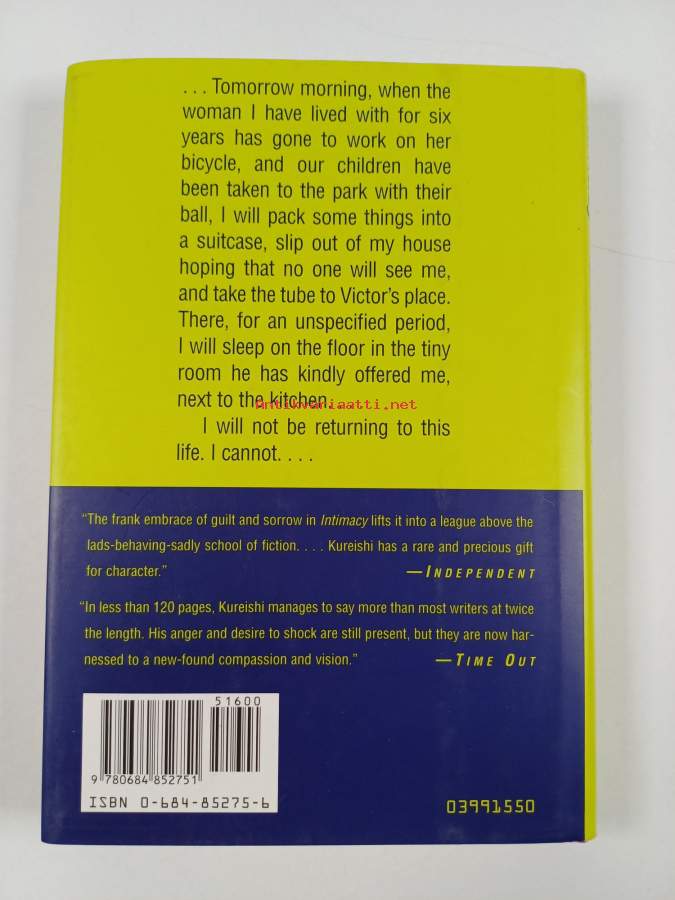 . . . Tomorrow morning, when the
woman I have lived with for six
years has gone to work on her
bicycle, and our children have
been taken to the park with their
ball, I will pack some things into
a suitcase, slip out of my house
hoping that no one will see me,
and take the tube to Victor's place.
There, for an unspecified period,
I will sleep on the floor in the tiny
room he has kindly offered me,
next to the kitchen. . . .
antikvariaatti.net
I will not be returning to this
life. I cannot. . . .
“The frank embrace of guilt and sorrow in Intimacy lifts it into a league above the
lads-behaving-sadly school of fiction. . . . Kureishi has a rare and precious gift
for character.” —INDEPENDENT
“In less than 120 pages, Kureishi manages to say more than most writers at twice
the length. His anger and desire to shock are still present, but they are now har-
nessed to a new-found compassion and vision.” —TIME OUT
51600
9 780684 852751
ISBN 0-684-85275-6
03991550